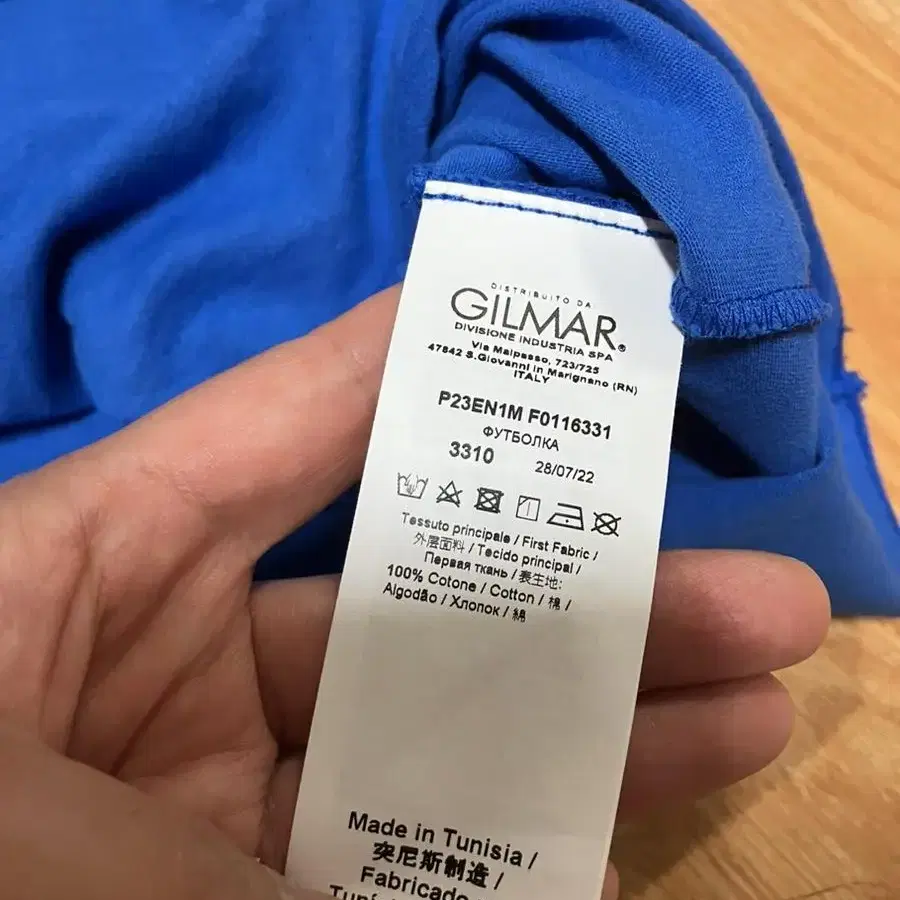 DISTRIBUITO DA
GILMAR®
DIVISIONE INDUSTRIA SPA
Via Malpasso, 723/725
47842 S.Giovanni in Marignano (RN)
ITALY
P23EN1M F0116331
ФУТБОЛКА
3310 28/07/22
Tessuto principale / First Fabric /
外层面料 / Tecido principal /
Первая ткань / 表生地:
100% Cotone / Cotton / 棉 /
Algodão / Хлопок / 綿
Made in Tunisia /
突尼斯制造 /
Fabricado